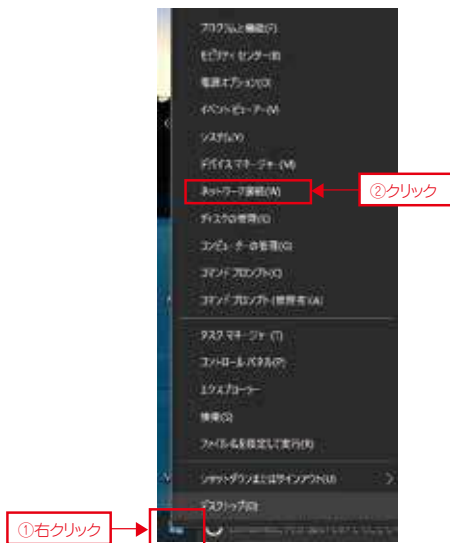 プログラムと機能(F)
モビリティ センター(B)
電源オプション(O)
イベント ビューアー(V)
システム(Y)
デバイス マネージャー(M)
ネットワーク接続(W)
②クリック
ディスクの管理(K)
コンピューターの管理(G)
コマンド プロンプト(C)
コマンド プロンプト (管理者)(A)
タスク マネージャー(T)
コントロール パネル(P)
エクスプローラー
検索(S)
ファイル名を指定して実行(R)
シャットダウンまたはサインアウト(U)
デスクトップ(D)
①右クリック